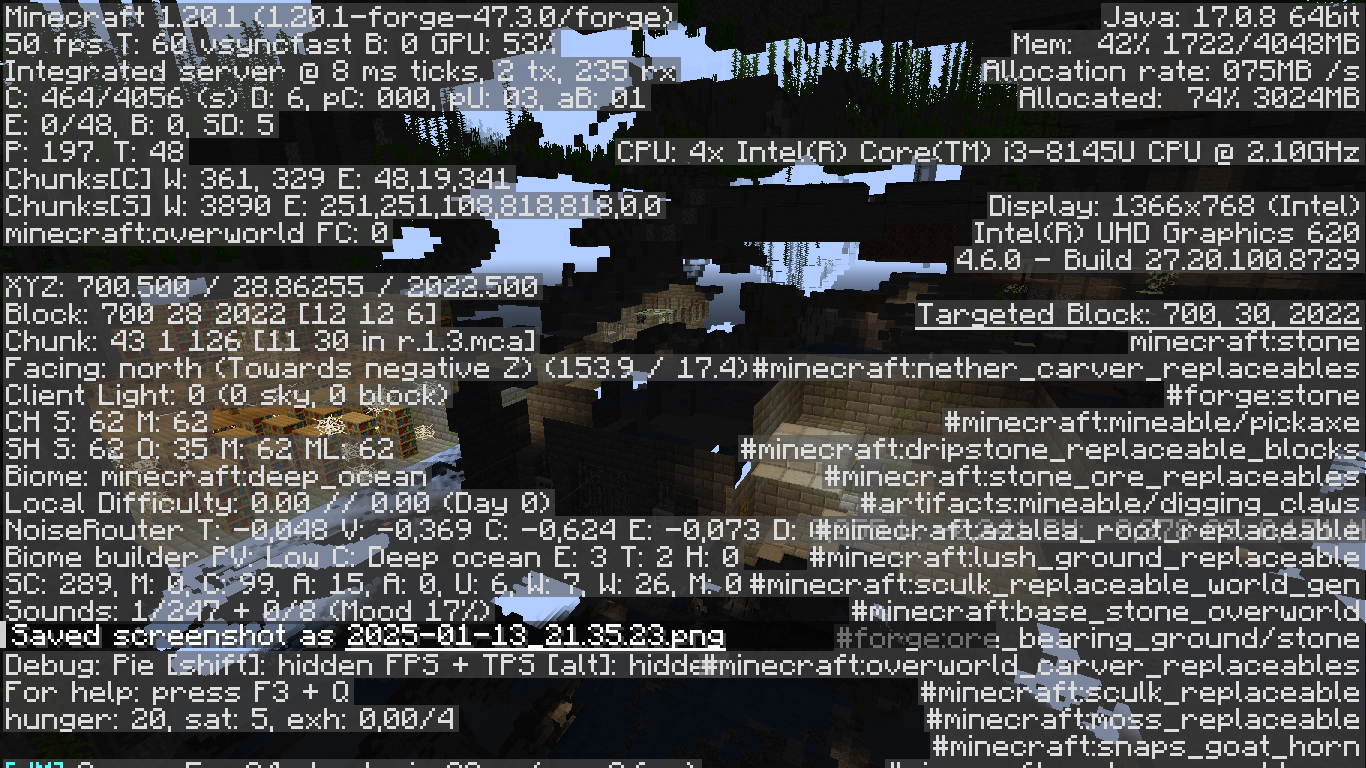 Minecraft 1.20.1 (1.20.1-forge-47.3.0/forge)
50 fps T: 60 vsyncfast B: 0 GPU: 53%
Integrated server @ 8 ms ticks, 2 tx, 235 rx
C: 464/4056 (s) D: 6, pC: 000, pU: 03, aB: 01
E: 0/48, B: 0, SD: 5
P: 197. T: 48
Chunks[C] W: 361, 329 E: 48,19,341
Chunks[S] W: 3890 E: 251,251,168,818,818,0,0
minecraft:overworld FC: 0
XYZ: 700.500 / 28.86255 / 2022.500
Block: 700 28 2022 [12 12 6]
Chunk: 43 1 126 [11 30 in r.1.3.mca]
Facing: north (Towards negative Z) (153.9 / 17.4)
Client Light: 0 (0 sky, 0 block)
CH S: 62 M: 62
SH S: 62 O: 35 M: 62 ML: 62
Biome: minecraft:deep_ocean
Local Difficulty: 0.00 // 0.00 (Day 0)
NoiseRouter T: -0,048 V: -0,369 C: -0,624 E: -0,073 D:
Biome builder PV: Low C: Deep ocean E: 3 T: 2 H: 0
SC: 289, M: 0, C: 99, A: 15, A: 0, U: 6, W: 7, W: 26, M: 0
Sounds: 1/247 + 0/8 (Mood 17%)
Saved screenshot as 2025-01-13_21.35.23.png
Debug: Pie [shift]: hidden FPS + TPS [alt]: hidde
For help: press F3 + Q
hunger: 20, sat: 5, exh: 0,00/4
Java: 17.0.8 64bit
Mem: 42% 1722/4048MB
Allocation rate: 075MB /s
Allocated: 74% 3024MB
CPU: 4x Intel(R) Core(TM) i3-8145U CPU @ 2.10GHz
Display: 1366x768 (Intel)
Intel(R) UHD Graphics 620
4.6.0 - Build 27.20.100.8729
Targeted Block: 700, 30, 2022
minecraft:stone
#minecraft:nether_carver_replaceables
#forge:stone
#minecraft:mineable/pickaxe
#minecraft:dripstone_replaceable_blocks
#minecraft:stone_ore_replaceables
#artifacts:mineable/digging_claws
#minecraft:azalea_root_replaceable
#minecraft:lush_ground_replaceable
#minecraft:sculk_replaceable_world_gen
#minecraft:base_stone_overworld
#forge:ore_bearing_ground/stone
#minecraft:overworld_carver_replaceables
#minecraft:sculk_replaceable
#minecraft:moss_replaceable
#minecraft:snaps_goat_horn